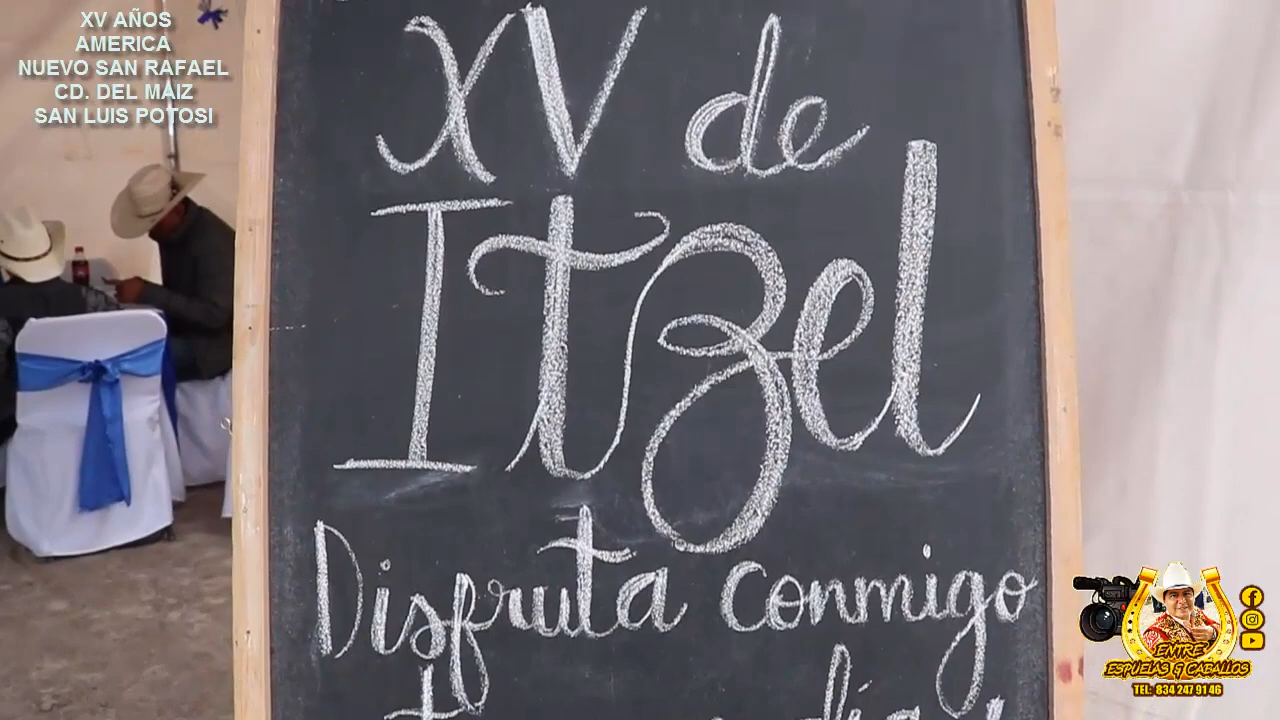 XV AÑOS
AMERICA
NUEVO SAN RAFAEL
CD. DEL MAIZ
SAN LUIS POTOSI
XV de
Itzel
Disfruta conmigo
ENTRE
ESPUELAS Y CABALLOS
TEL: 834 247 91 46